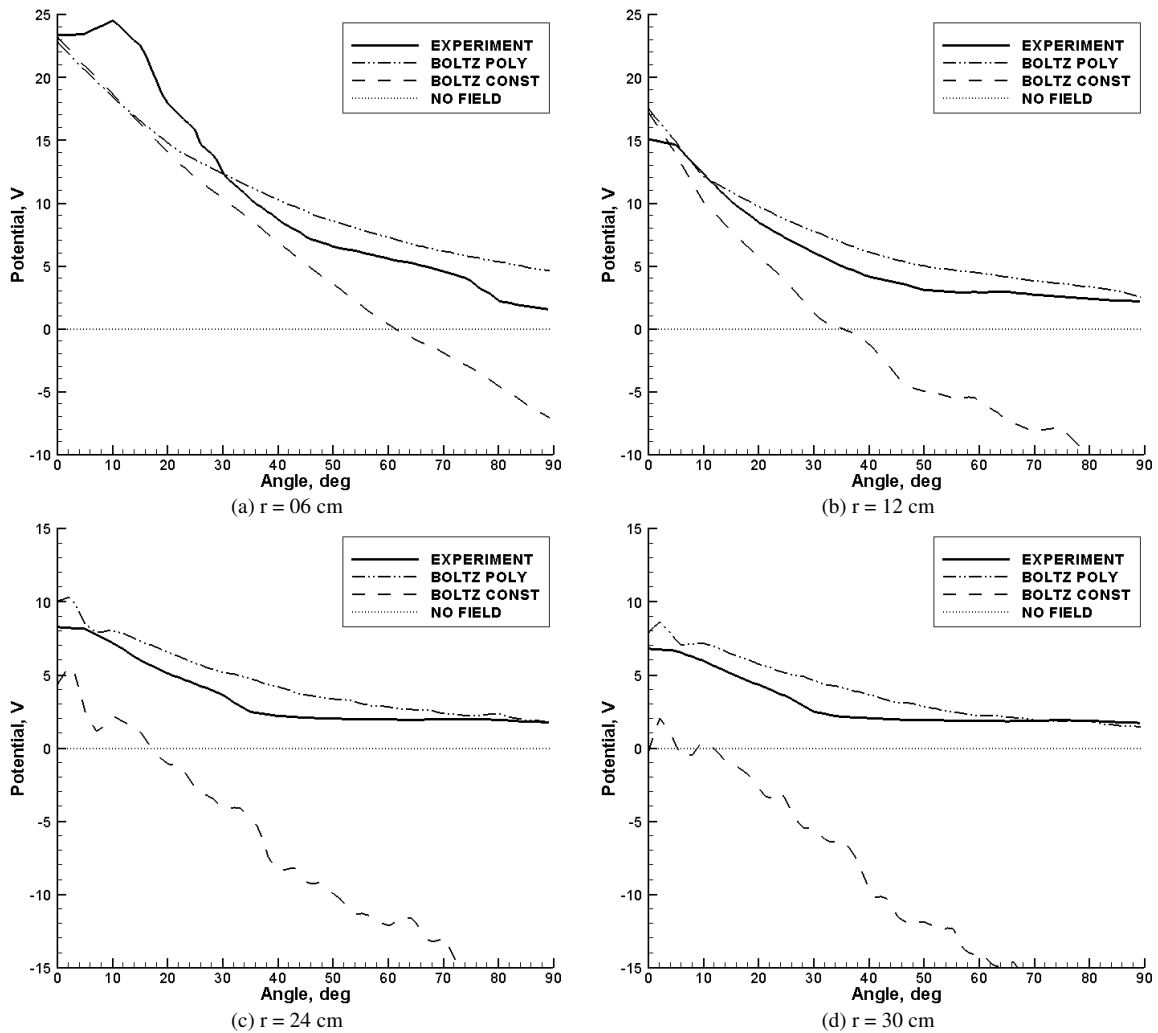 25
20
15
10
5
0
-5
-10
Potential, V
EXPERIMENT
BOLTZ POLY
BOLTZ CONST
NO FIELD
0 10 20 30 40 50 60 70 80 90
Angle, deg
(a) r = 06 cm
25
20
15
10
5
0
-5
-10
Potential, V
EXPERIMENT
BOLTZ POLY
BOLTZ CONST
NO FIELD
0 10 20 30 40 50 60 70 80 90
Angle, deg
(b) r = 12 cm
15
10
5
0
-5
-10
-15
Potential, V
EXPERIMENT
BOLTZ POLY
BOLTZ CONST
NO FIELD
0 10 20 30 40 50 60 70 80 90
Angle, deg
(c) r = 24 cm
15
10
5
0
-5
-10
-15
Potential, V
EXPERIMENT
BOLTZ POLY
BOLTZ CONST
NO FIELD
0 10 20 30 40 50 60 70 80 90
Angle, deg
(d) r = 30 cm